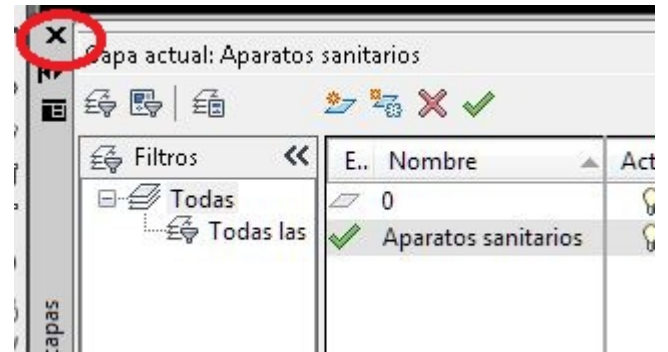 Capa actual: Aparatos sanitarios
Filtros
E.. Nombre Act
Todas
0
Todas las
Aparatos sanitarios
capas